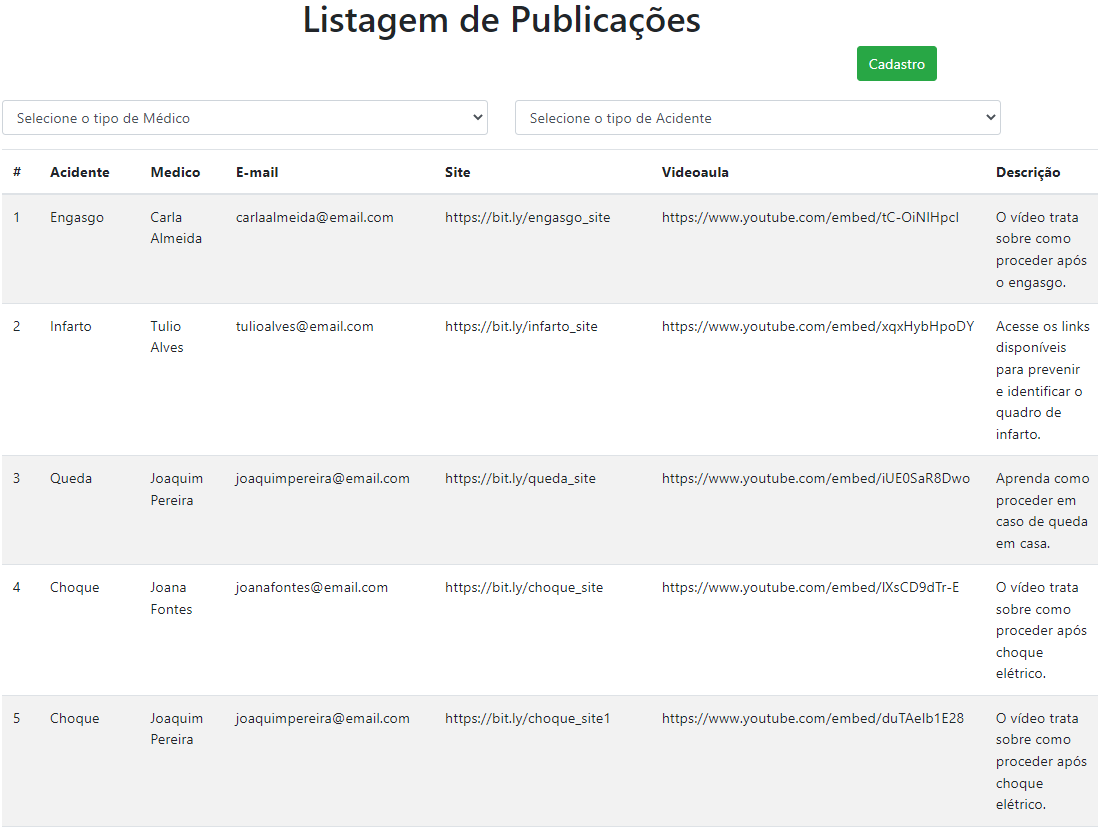 Listagem de Publicações
Cadastro
Selecione o tipo de Médico Selecione o tipo de Acidente
# Acidente Medico E-mail Site Videoaula Descrição
1 Engasgo Carla https://bit.ly/engasgo_site carlaalmeida@email.com https://www.youtube.com/embed/tC-OiNIHpcI O vídeo trata
Almeida sobre como
proceder após
o engasgo.
2 Infarto Tulio tulioalves@email.com https://bit.ly/infarto_site https://www.youtube.com/embed/xqxHybHpoDY Acesse os links
Alves disponíveis
para prevenir
e identificar o
quadro de
infarto.
3 Queda Joaquim joaquimpereira@email.com https://bit.ly/queda_site https://www.youtube.com/embed/iUE0SaR8Dwo Aprenda como
Pereira proceder em
caso de queda
em casa.
4 Choque Joana joanafontes@email.com https://bit.ly/choque_site https://www.youtube.com/embed/IXsCD9dTr-E O vídeo trata
Fontes sobre como
proceder após
choque
elétrico.
5 Choque Joaquim joaquimpereira@email.com https://bit.ly/choque_site1 https://www.youtube.com/embed/duTAeIb1E28 O vídeo trata
Pereira sobre como
proceder após
choque
elétrico.